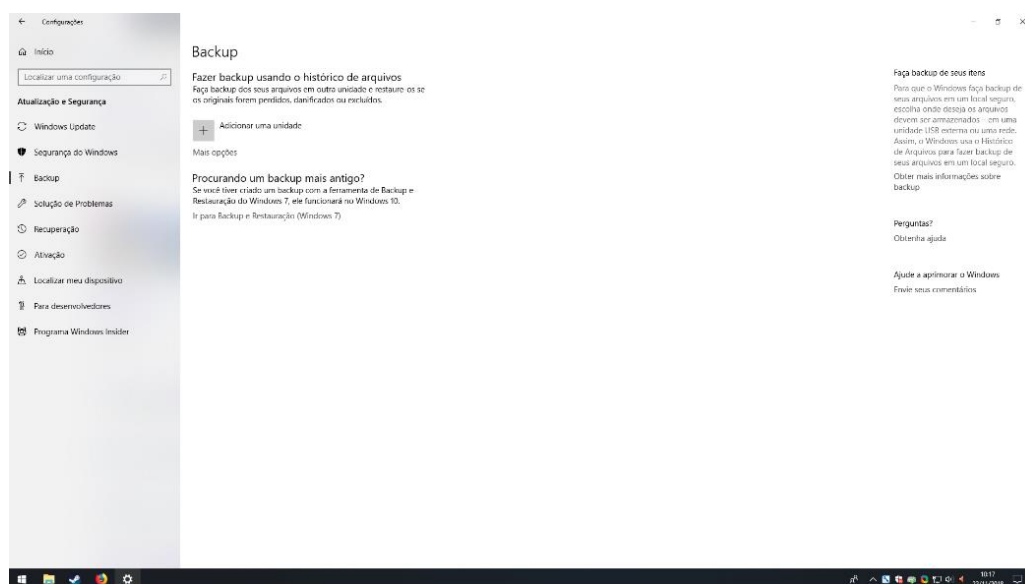 Configurações
Início
Localizar uma configuração
Atualização e Segurança
Windows Update
Segurança do Windows
Backup
Solução de Problemas
Recuperação
Ativação
Localizar meu dispositivo
Para desenvolvedores
Programa Windows Insider
Backup
Fazer backup usando o histórico de arquivos
Faça backup dos seus arquivos em outra unidade e restaure-os se
os originais forem perdidos, danificados ou excluídos.
Adicionar uma unidade
Mais opções
Procurando um backup mais antigo?
Se você tiver criado um backup com a ferramenta de Backup e
Restauração do Windows 7, ele funcionará no Windows 10.
Ir para Backup e Restauração (Windows 7)
Faça backup de seus itens
Para que o Windows faça backup de
seus arquivos em um local seguro,
escolha onde deseja os arquivos
devem ser armazenados – em uma
unidade USB externa ou uma rede.
Assim, o Windows usa o Histórico
de Arquivos para fazer backup de
seus arquivos em um local seguro.
Obter mais informações sobre
backup
Perguntas?
Obtenha ajuda
Ajude a aprimorar o Windows
Envie seus comentários
10:17